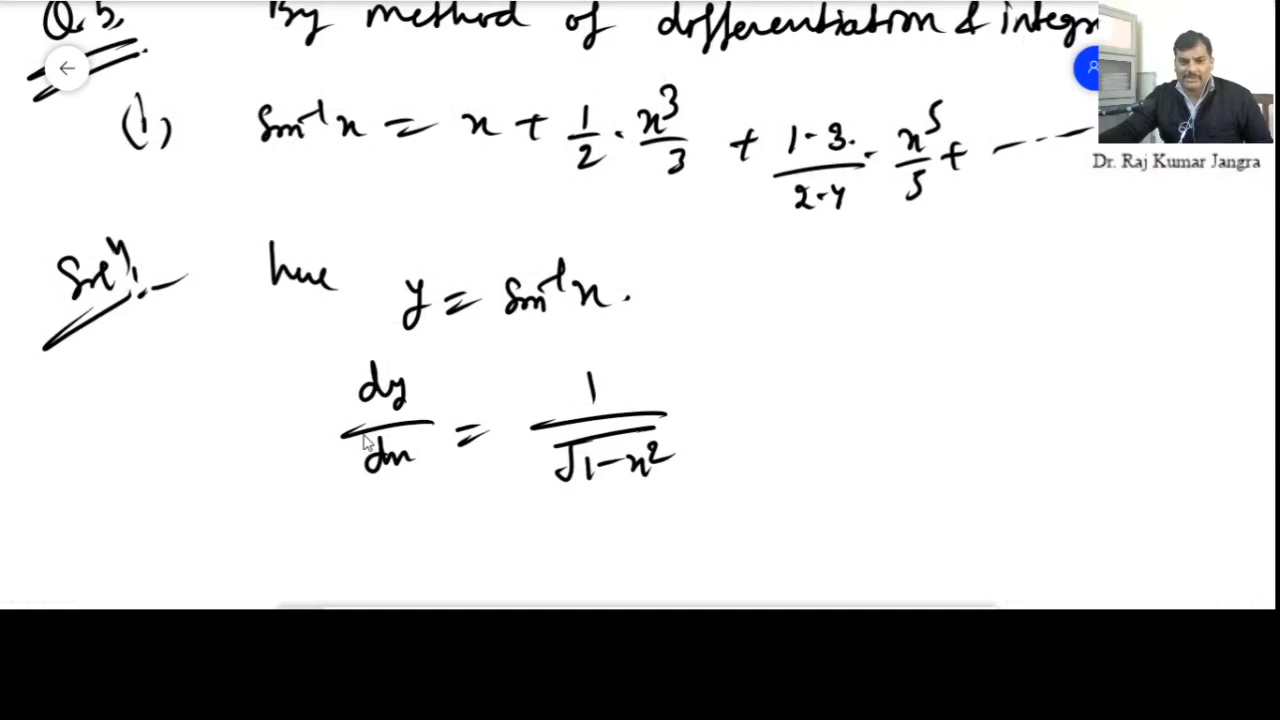 Q.5 By method of differentiation & integr
(i) Sin⁻¹x = x + 1/2 · x³/3 + 1·3·/2·4 · x⁵/5 + -----
Solⁿ:- here y = Sin⁻¹x.
dy/dx = 1/√1-x²
Dr. Raj Kumar Jangra